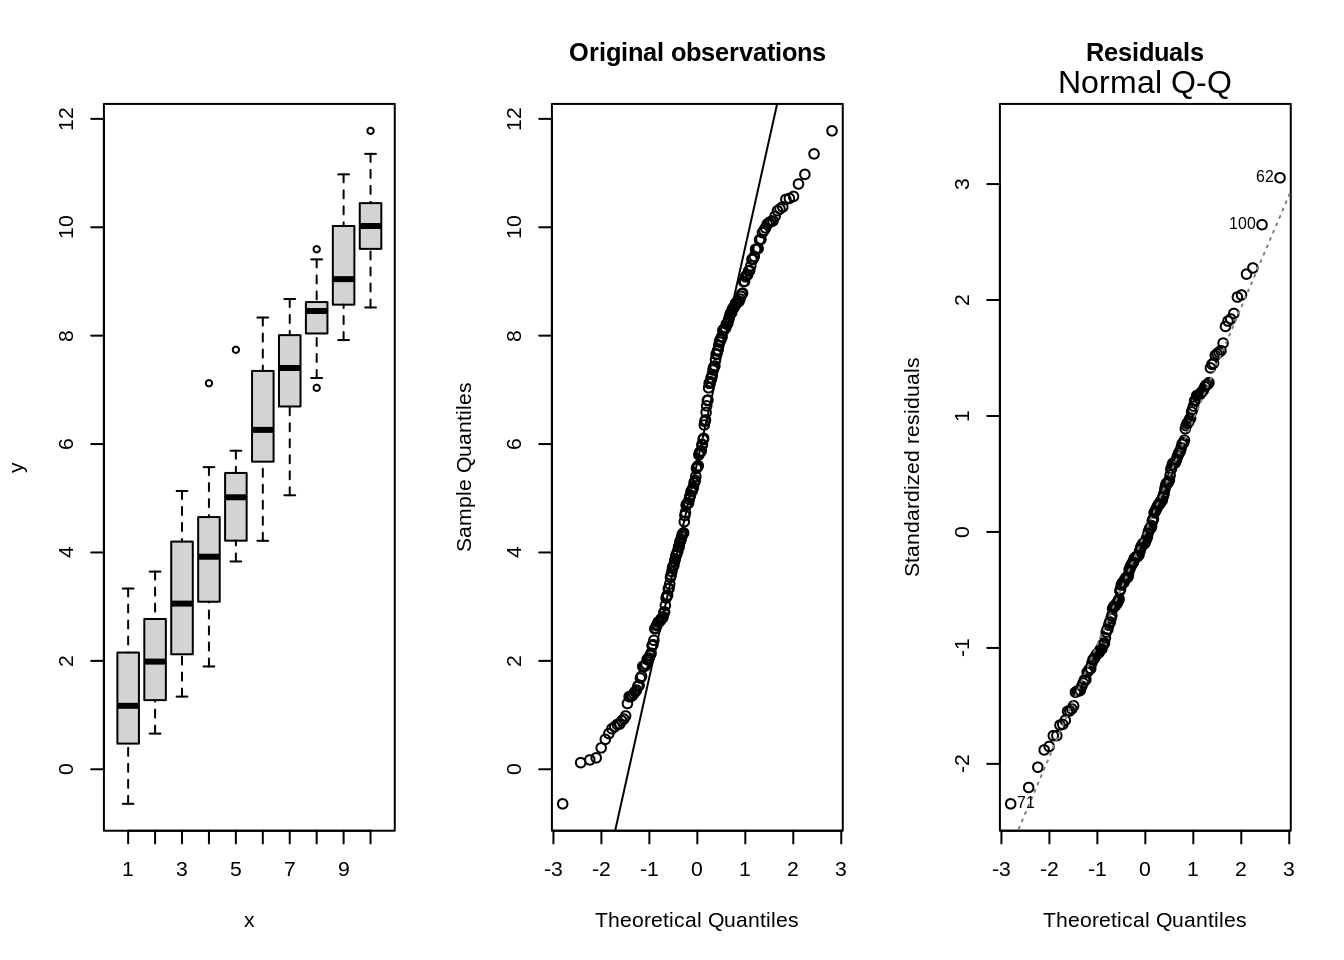 12
10
8
6
4
2
0
y
1 3 5 7 9
x
Original observations
12
10
8
6
4
2
0
Sample Quantiles
-3 -2 -1 0 1 2 3
Theoretical Quantiles
Residuals
Normal Q-Q
3
2
1
0
-1
-2
Standardized residuals
62
100
71
-3 -2 -1 0 1 2 3
Theoretical Quantiles